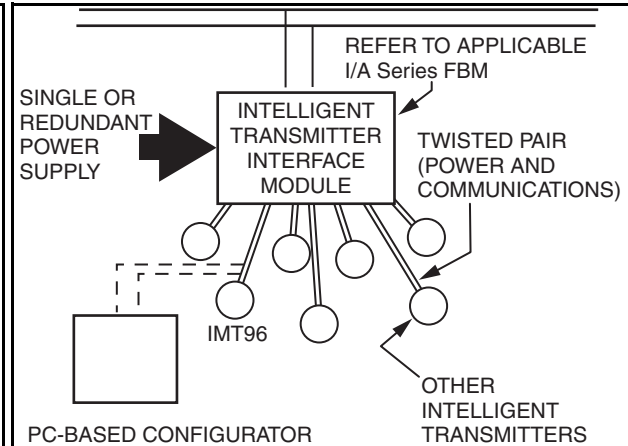 REFER TO APPLICABLE
I/A Series FBM
SINGLE OR
REDUNDANT
POWER
SUPPLY
INTELLIGENT
TRANSMITTER
INTERFACE
MODULE
TWISTED PAIR
(POWER AND
COMMUNICATIONS)
IMT96
OTHER
INTELLIGENT
TRANSMITTERS
PC-BASED CONFIGURATOR